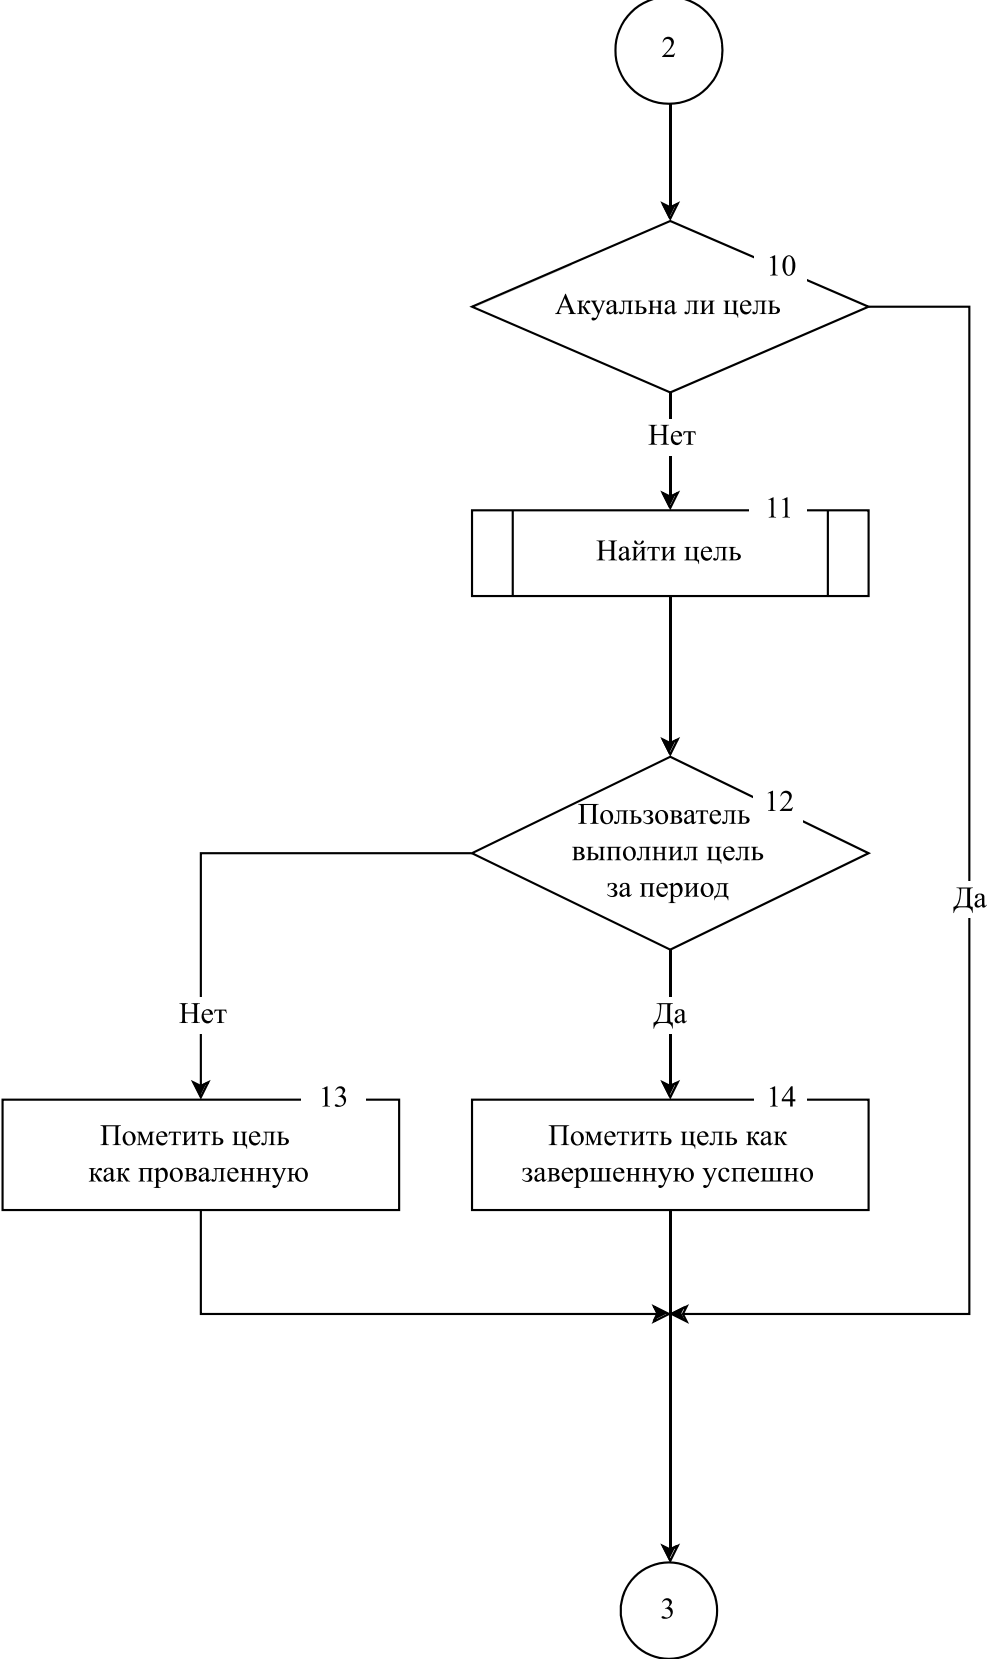 2
10
Акуальна ли цель
Нет
11
Найти цель
12
Пользователь
выполнил цель
за период
Да
Нет
Да
13
Пометить цель
как проваленную
14
Пометить цель как
завершенную успешно
3